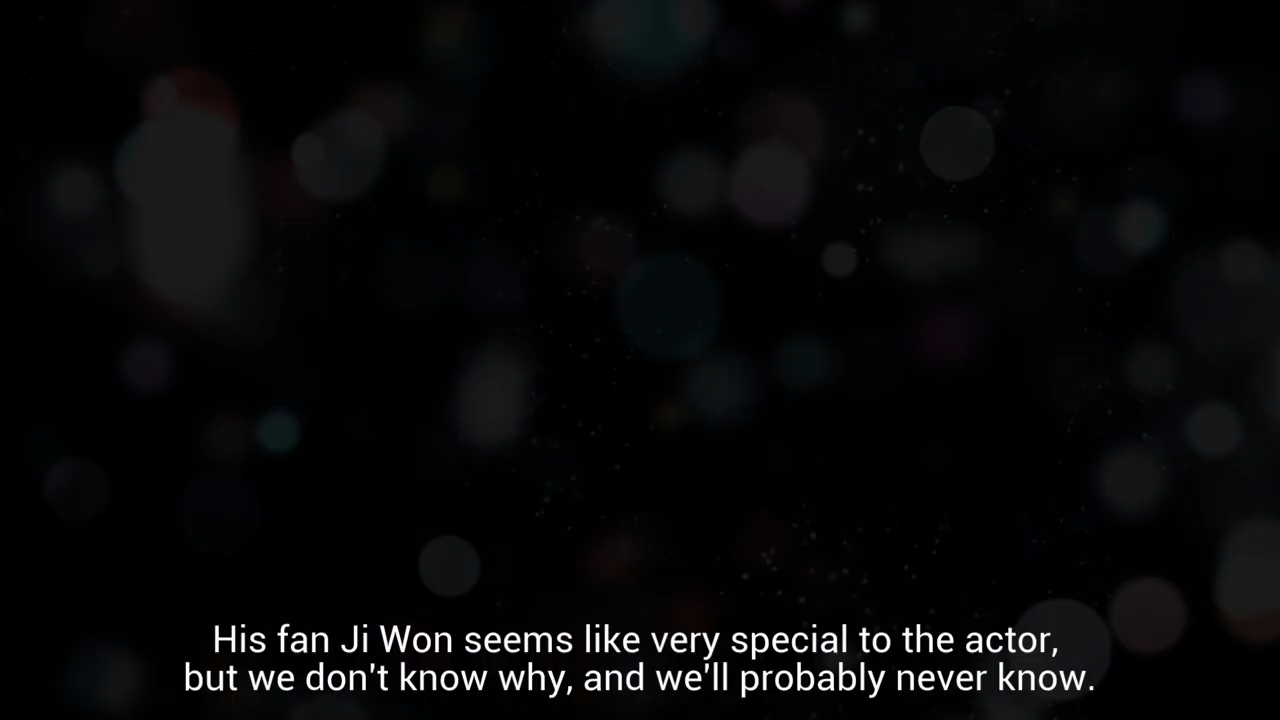 His fan Ji Won seems like very special to the actor,
but we don't know why, and we'll probably never know.